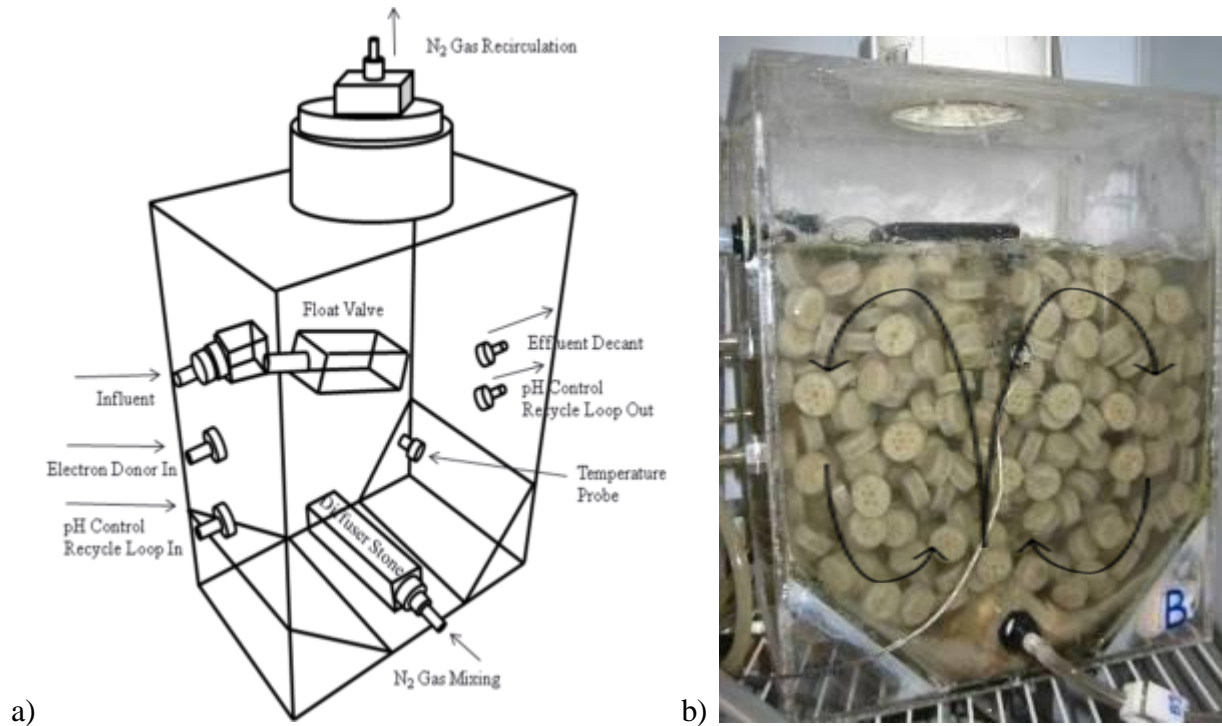 N₂ Gas Recirculation
Float Valve
Effluent Decant
Influent
pH Control
Recycle Loop Out
Electron Donor In
Temperature
Probe
Diffuser Stone
pH Control
Recycle Loop In
N₂ Gas Mixing
a)
b)
B